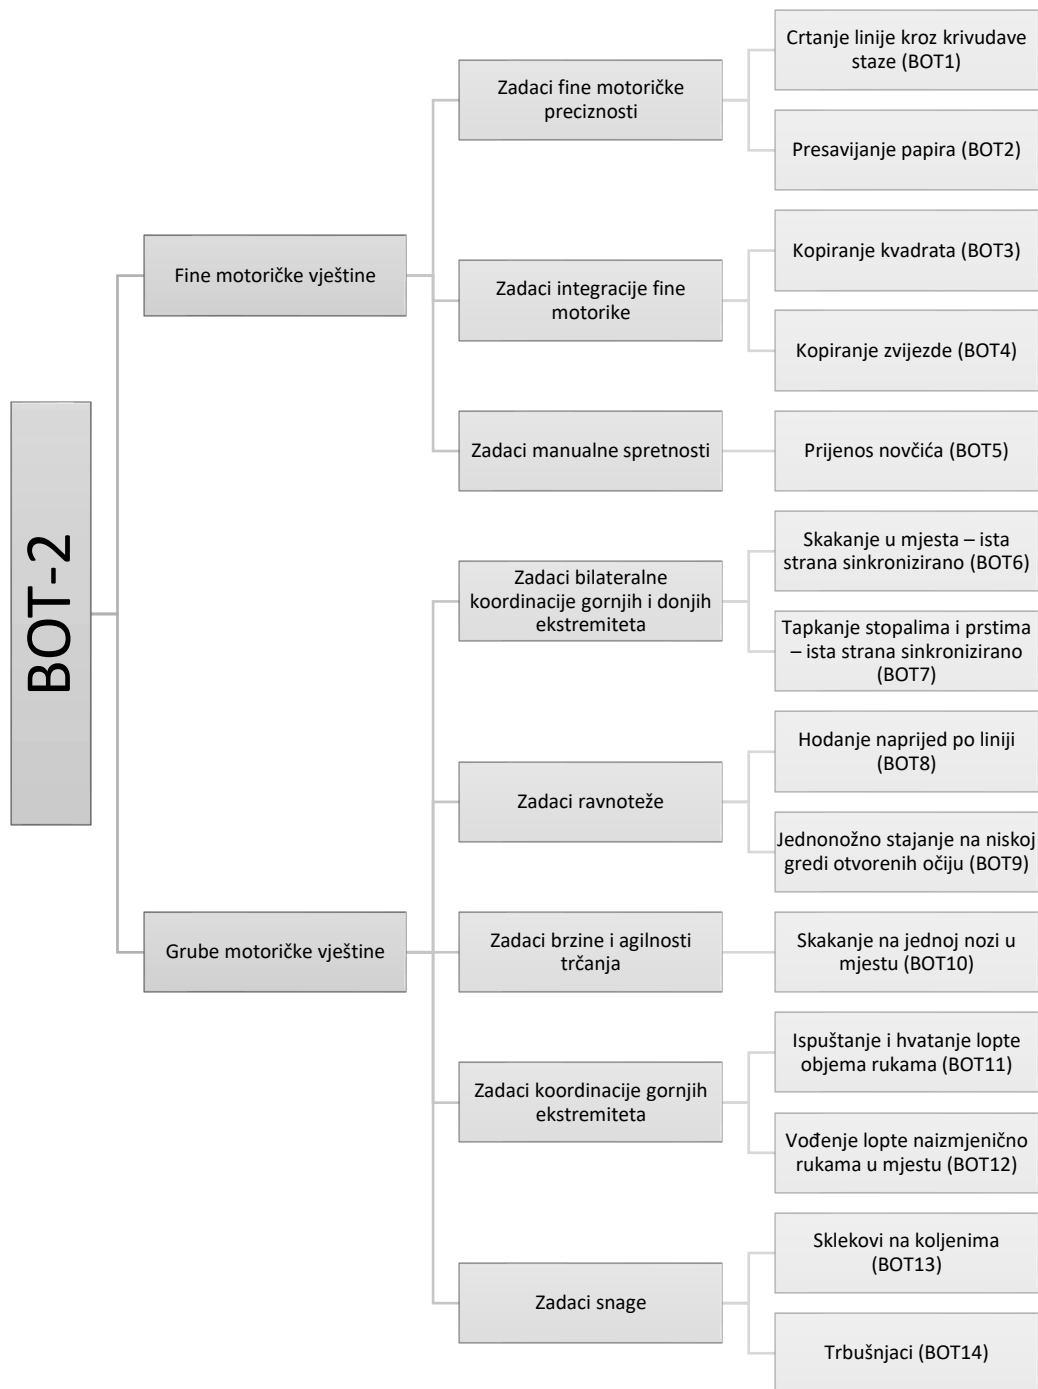 BOT-2
Fine motoričke vještine
Zadaci fine motoričke
preciznosti
Crtanje linije kroz krivudave
staze (BOT1)
Presavijanje papira (BOT2)
Zadaci integracije fine
motorike
Kopiranje kvadrata (BOT3)
Kopiranje zvijezde (BOT4)
Zadaci manualne spretnosti
Prijenos novčića (BOT5)
Grube motoričke vještine
Zadaci bilateralne
koordinacije gornjih i donjih
ekstremiteta
Skakanje u mjesta – ista
strana sinkronizirano (BOT6)
Tapkanje stopalima i prstima
– ista strana sinkronizirano
(BOT7)
Zadaci ravnoteže
Hodanje naprijed po liniji
(BOT8)
Jednonožno stajanje na niskoj
gredi otvorenih očiju (BOT9)
Zadaci brzine i agilnosti
trčanja
Skakanje na jednoj nozi u
mjestu (BOT10)
Zadaci koordinacije gornjih
ekstremiteta
Ispuštanje i hvatanje lopte
objema rukama (BOT11)
Vođenje lopte naizmjenično
rukama u mjestu (BOT12)
Zadaci snage
Sklekovi na koljenima
(BOT13)
Trbušnjaci (BOT14)